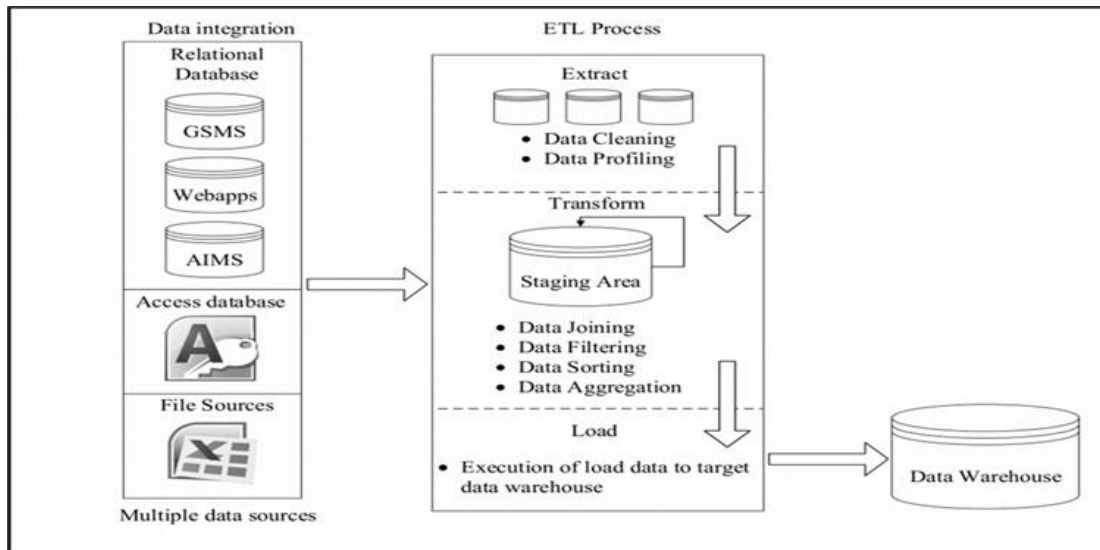 Data integration
Relational
Database
GSMS
Webapps
AIMS
Access database
A
File Sources
X
Multiple data sources
ETL Process
Extract
• Data Cleaning
• Data Profiling
Transform
Staging Area
• Data Joining
• Data Filtering
• Data Sorting
• Data Aggregation
Load
• Execution of load data to target
data warehouse
Data Warehouse